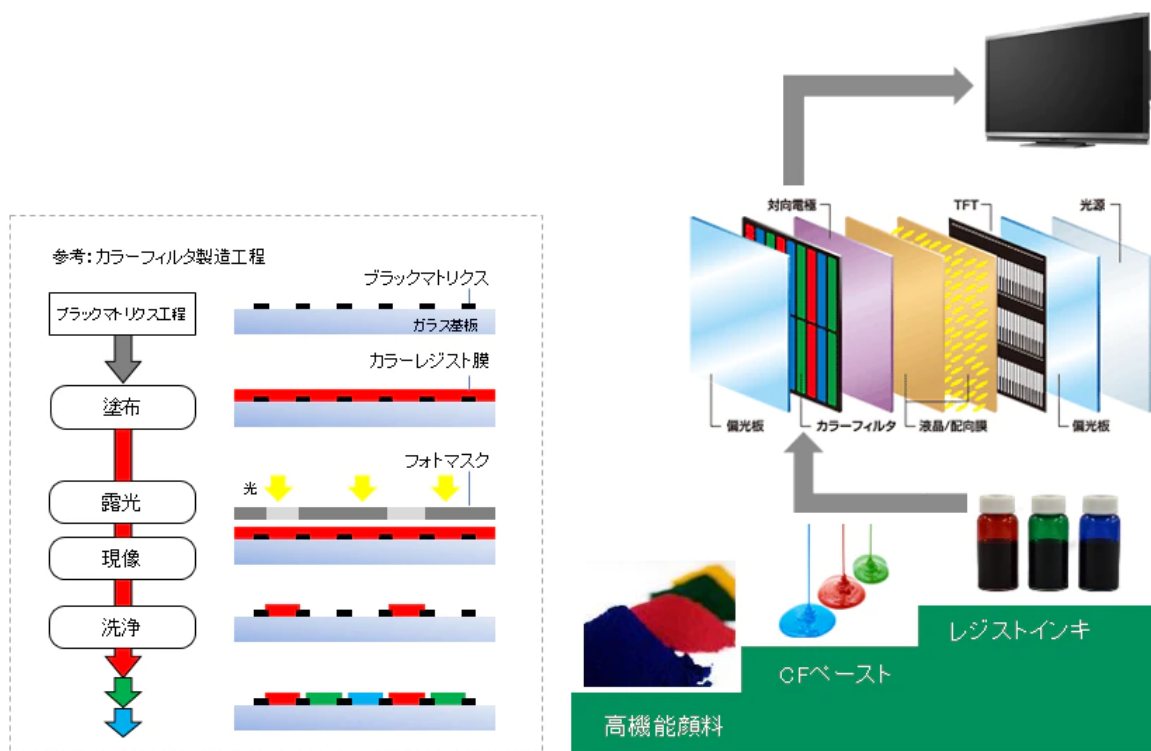 参考:カラーフィルタ製造工程
ブラックマトリクス工程
塗布
露光
現像
洗浄
ブラックマトリクス
ガラス基板
カラーレジスト膜
フォトマスク
光
対向電極
TFT
光源
偏光板
カラーフィルタ
液晶/配向膜
偏光板
レジストインキ
CFペースト
高機能顔料